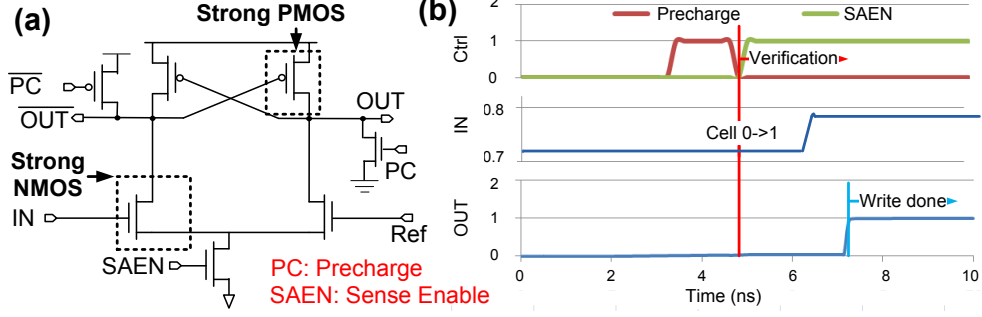 (a)
Strong PMOS
PC
OUT
OUT
PC
Strong
NMOS
IN
Ref
SAEN
PC: Precharge
SAEN: Sense Enable
(b)
Precharge
SAEN
Ctrl
2
1
0
Verification
IN
0.8
0.7
Cell 0->1
OUT
2
1
0
Write done
0 2 4 6 8 10
Time (ns)